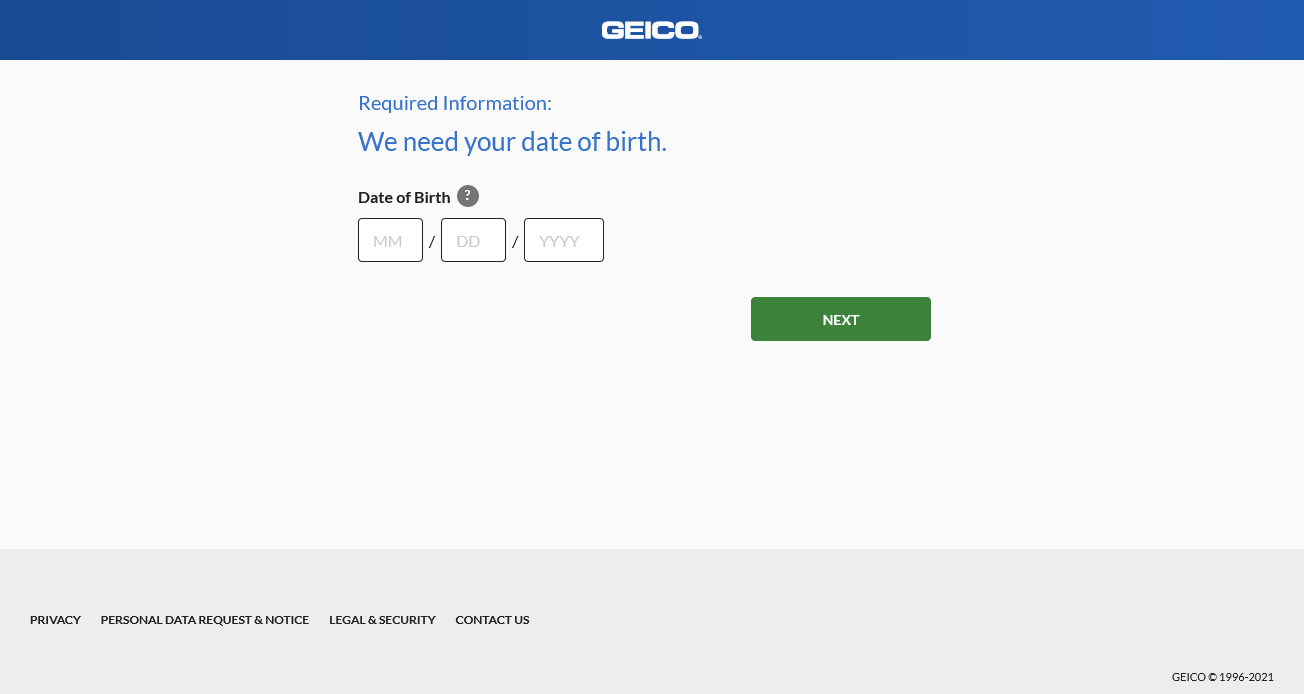 GEICO
Required Information:
We need your date of birth.
Date of Birth ?
MM / DD / YYYY
NEXT
PRIVACY PERSONAL DATA REQUEST & NOTICE LEGAL & SECURITY CONTACT US
GEICO © 1996-2021